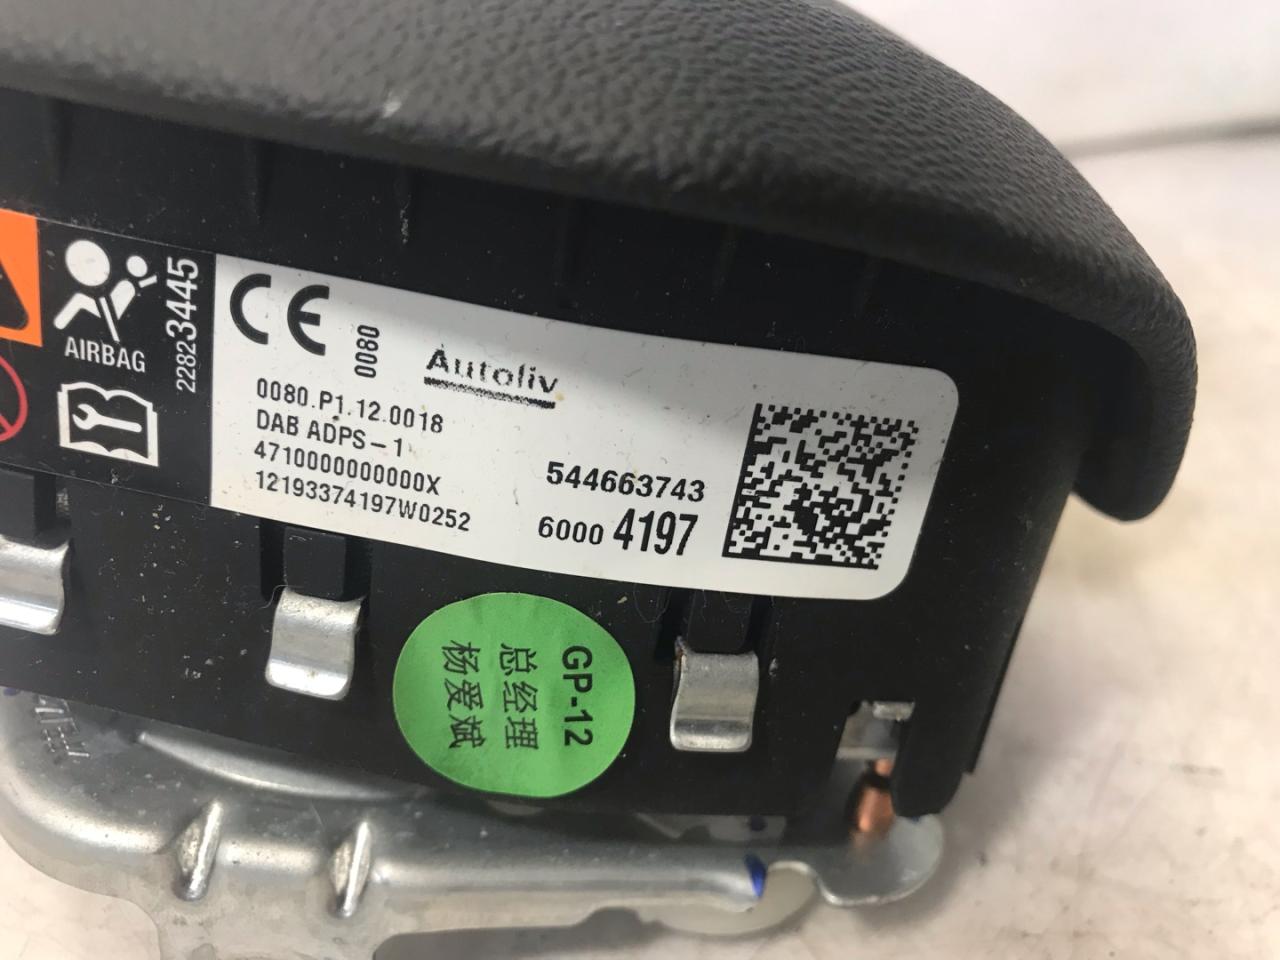 AIRBAG
22823445
CE
0080
Autoliv
0080.P1.12.0018
DAB ADPS-1
4710000000000X
12193374197W0252
544663743
6000 4197
GP-12
总经理
杨爱斌